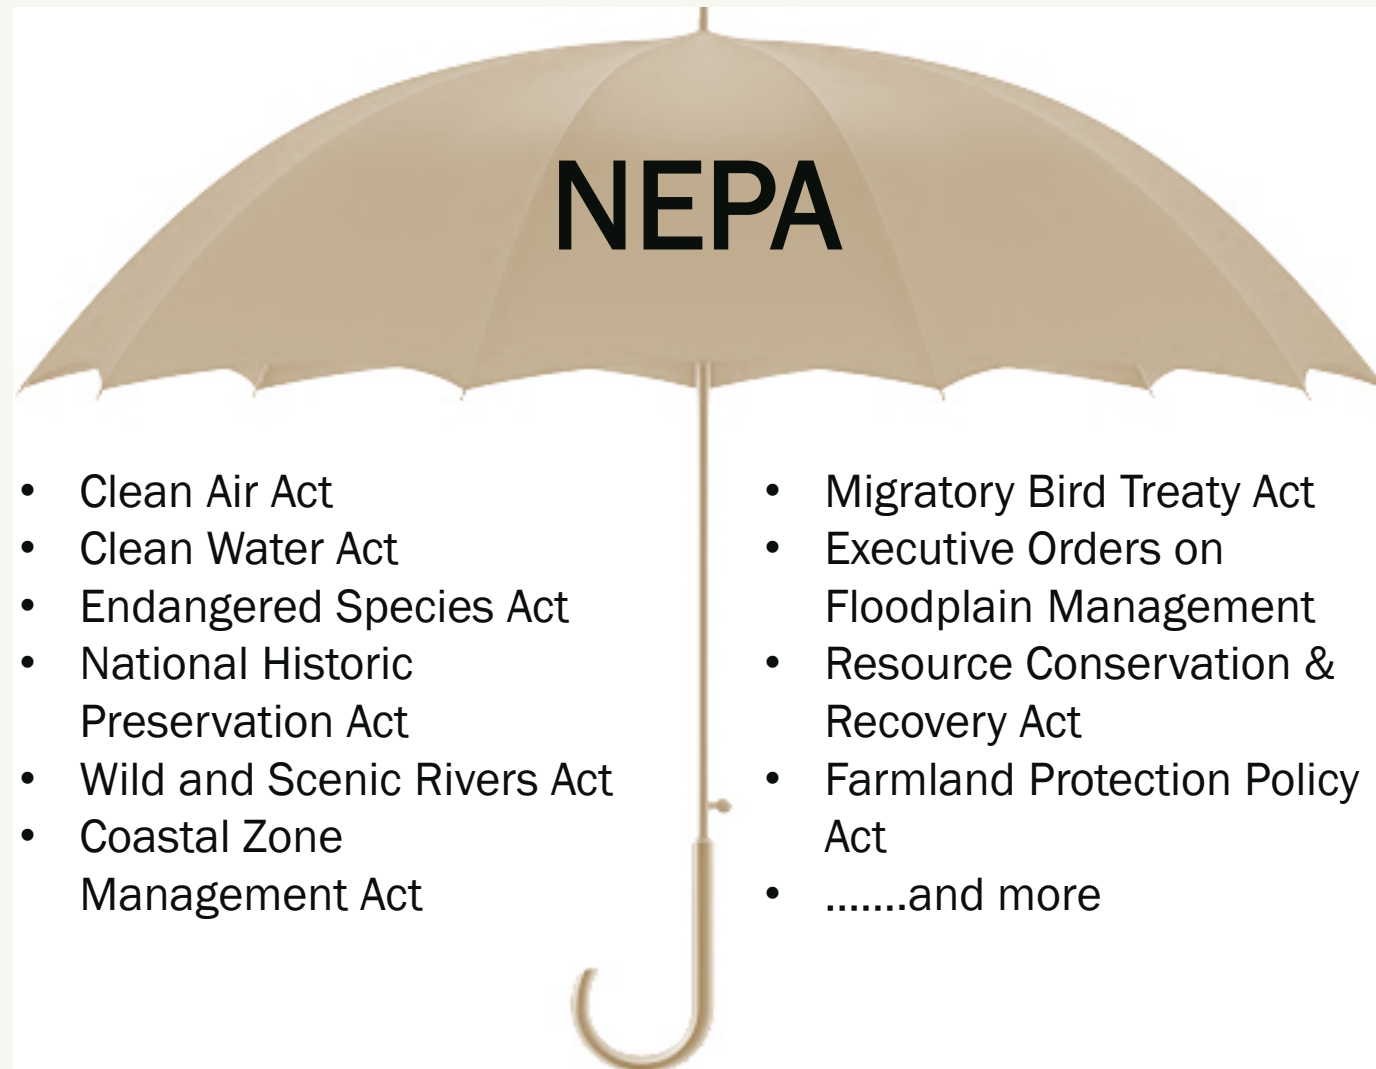 NEPA
• Clean Air Act
• Clean Water Act
• Endangered Species Act
• National Historic
Preservation Act
• Wild and Scenic Rivers Act
• Coastal Zone
Management Act
• Migratory Bird Treaty Act
• Executive Orders on
Floodplain Management
• Resource Conservation &
Recovery Act
• Farmland Protection Policy
Act
• .......and more